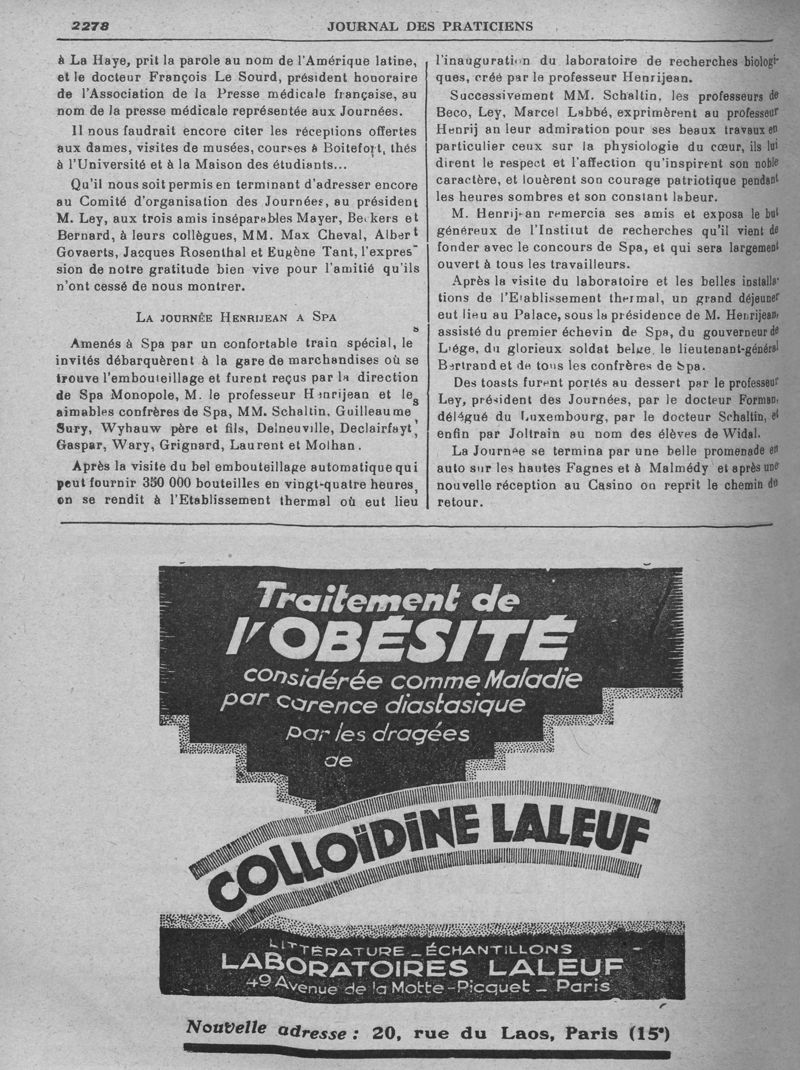 2278
JOURNAL DES PRATICIENS
à La Haye, prit la parole au nom de l'Amérique latine,
et le docteur François Le Sourd, président honoraire
de l'Association de la Presse médicale française, au
nom de la presse médicale représentée aux Journées.
Il nous faudrait encore citer les réceptions offertes
aux dames, visites de musées, courses à Boitefort, thés
à l'Université et à la Maison des étudiants...
Qu'il nous soit permis en terminant d'adresser encore
au Comité d'organisation des Journées, au président
M. Ley, aux trois amis inséparables Mayer, Beckers et
Bernard, à leurs collègues, MM. Max Cheval, Albert
Govaerts, Jacques Rosenthal et Eugène Tant, l'expres-
sion de notre gratitude bien vive pour l'amitié qu'ils
n'ont cessé de nous montrer.
LA JOURNÉE HENRIJEAN A SPA
Amenés à Spa par un confortable train spécial, les
invités débarquèrent à la gare de marchandises où se
trouve l'embouteillage et furent reçus par la direction
de Spa Monopole, M. le professeur Henrijean et les
aimables confrères de Spa, MM. Schaltin, Guilleaume,
Sury, Wyhauw père et fils, Delneuville, Declairfayt,
Gaspar, Wary, Grignard, Laurent et Molhan.
Après la visite du bel embouteillage automatique qui
peut fournir 350 000 bouteilles en vingt-quatre heures,
on se rendit à l'Etablissement thermal où eut lieu
l'inauguration du laboratoire de recherches biologi-
ques, créé par le professeur Henrijean.
Successivement MM. Schaltin, les professeurs de
Beco, Ley, Marcel Labbé, exprimèrent au professeur
Henrijean leur admiration pour ses beaux travaux en
particulier ceux sur la physiologie du cœur, ils lui
dirent le respect et l'affection qu'inspirent son noble
caractère, et louèrent son courage patriotique pendant
les heures sombres et son constant labeur.
M. Henrijean remercia ses amis et exposa le but
généreux de l'Institut de recherches qu'il vient de
fonder avec le concours de Spa, et qui sera largement
ouvert à tous les travailleurs.
Après la visite du laboratoire et les belles installa-
tions de l'Etablissement thermal, un grand déjeuner
eut lieu au Palace, sous la présidence de M. Henrijean,
assisté du premier échevin de Spa, du gouverneur de
Liége, du glorieux soldat belge, le lieutenant-général
Bertrand et de tous les confrères de Spa.
Des toasts furent portés au dessert par le professeur
Ley, président des Journées, par le docteur Forman,
délégué du Luxembourg, par le docteur Schaltin, et
enfin par Joltrain au nom des élèves de Widal.
La Journée se termina par une belle promenade en
auto sur les hautes Fagnes et à Malmédy et après une
nouvelle réception au Casino on reprit le chemin du
retour.
Traitement de
l'OBÉSITÉ
considérée comme Maladie
par carence diastasique
par les dragées
de
COLLOÏDINE LALEUF
LITTÉRATURE _ ÉCHANTILLONS
LABORATOIRES LALEUF
49 Avenue de la Motte-Picquet _ Paris
Nouvelle adresse : 20, rue du Laos, Paris (15e)